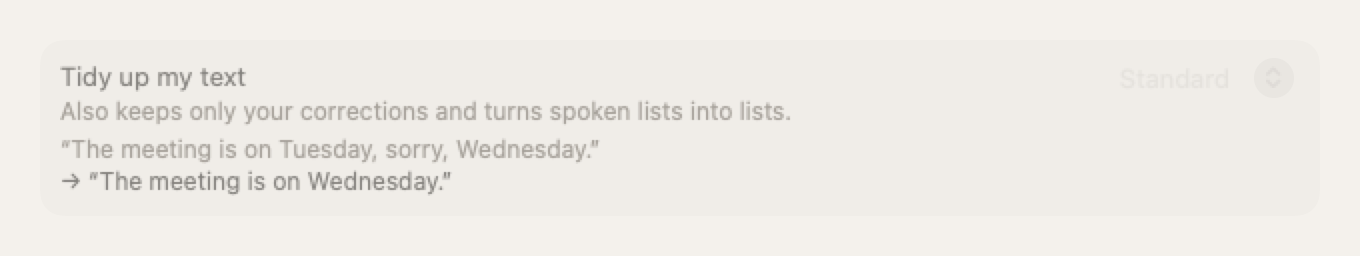 Tidy up my text
Standard
Also keeps only your corrections and turns spoken lists into lists.
“The meeting is on Tuesday, sorry, Wednesday.”
→ “The meeting is on Wednesday.”